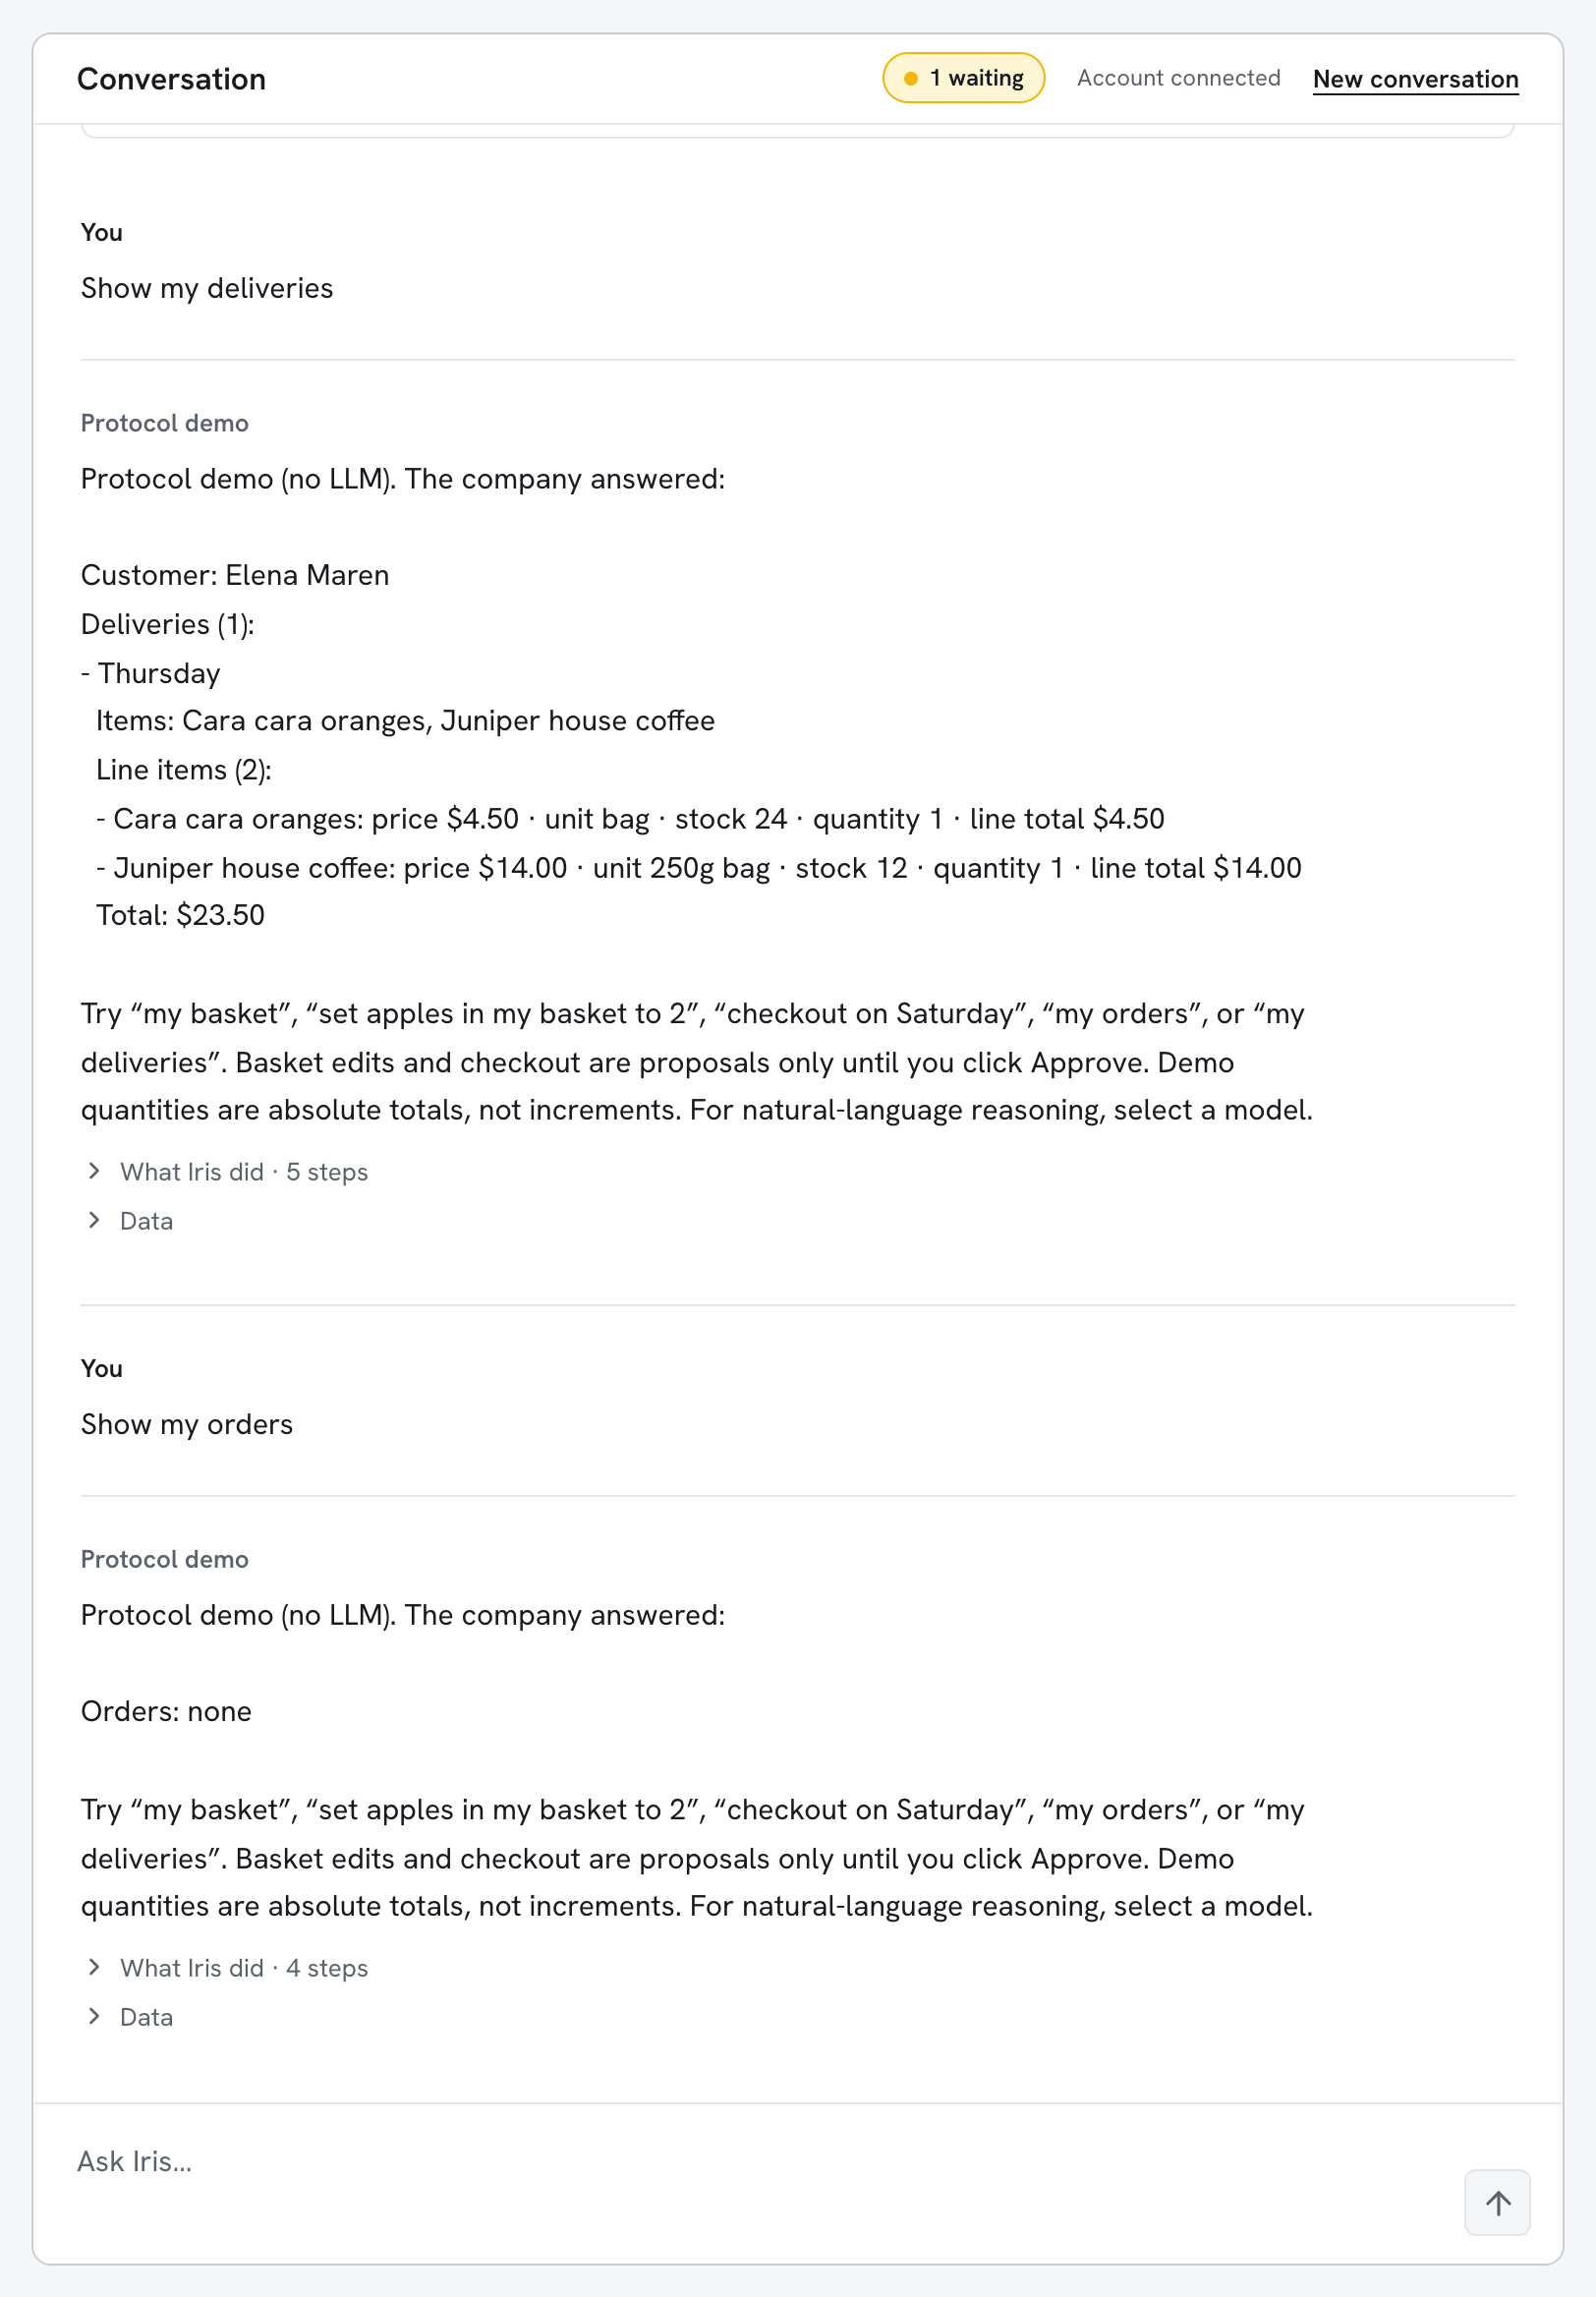 Conversation
1 waiting
Account connected
New conversation
You
Show my deliveries
Protocol demo
Protocol demo (no LLM). The company answered:
Customer: Elena Maren
Deliveries (1):
- Thursday
Items: Cara cara oranges, Juniper house coffee
Line items (2):
- Cara cara oranges: price $4.50 · unit bag · stock 24 · quantity 1 · line total $4.50
- Juniper house coffee: price $14.00 · unit 250g bag · stock 12 · quantity 1 · line total $14.00
Total: $23.50
Try “my basket”, “set apples in my basket to 2”, “checkout on Saturday”, “my orders”, or “my
deliveries”. Basket edits and checkout are proposals only until you click Approve. Demo
quantities are absolute totals, not increments. For natural-language reasoning, select a model.
What Iris did · 5 steps
Data
You
Show my orders
Protocol demo
Protocol demo (no LLM). The company answered:
Orders: none
Try “my basket”, “set apples in my basket to 2”, “checkout on Saturday”, “my orders”, or “my
deliveries”. Basket edits and checkout are proposals only until you click Approve. Demo
quantities are absolute totals, not increments. For natural-language reasoning, select a model.
What Iris did · 4 steps
Data
Ask Iris...